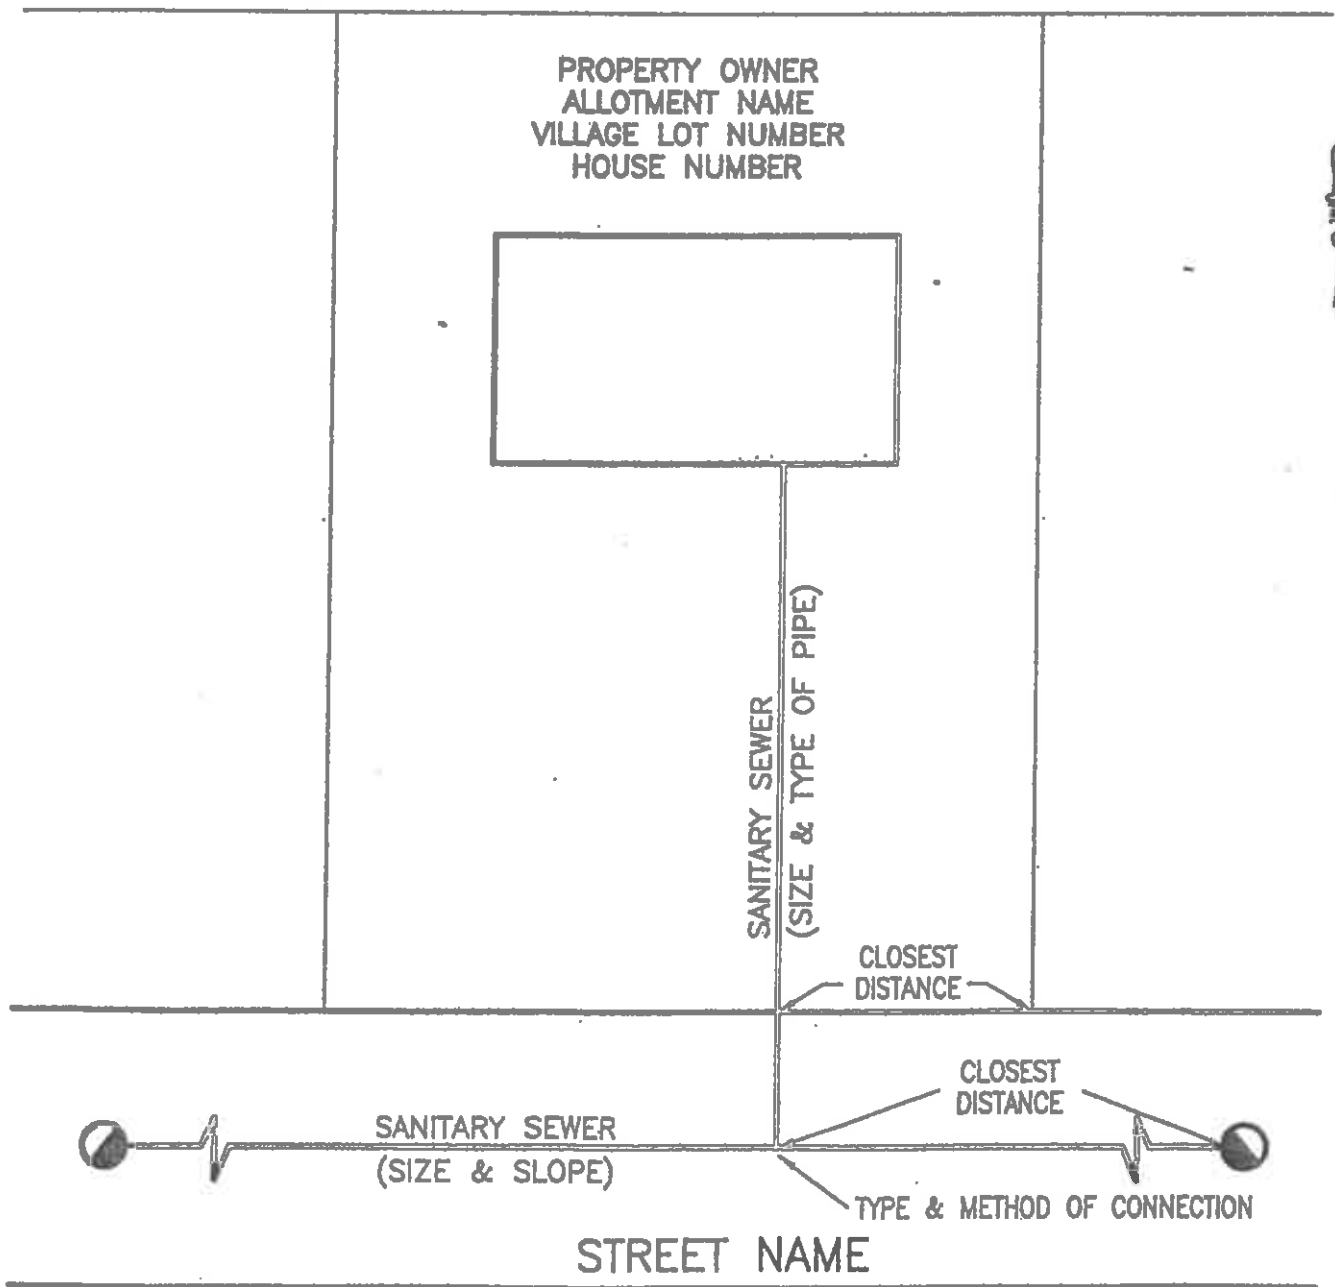 PROPERTY OWNER
ALLOTMENT NAME
VILLAGE LOT NUMBER
HOUSE NUMBER
SANITARY SEWER
(SIZE & TYPE OF PIPE)
CLOSEST
DISTANCE
CLOSEST
DISTANCE
SANITARY SEWER
(SIZE & SLOPE)
TYPE & METHOD OF CONNECTION
STREET NAME